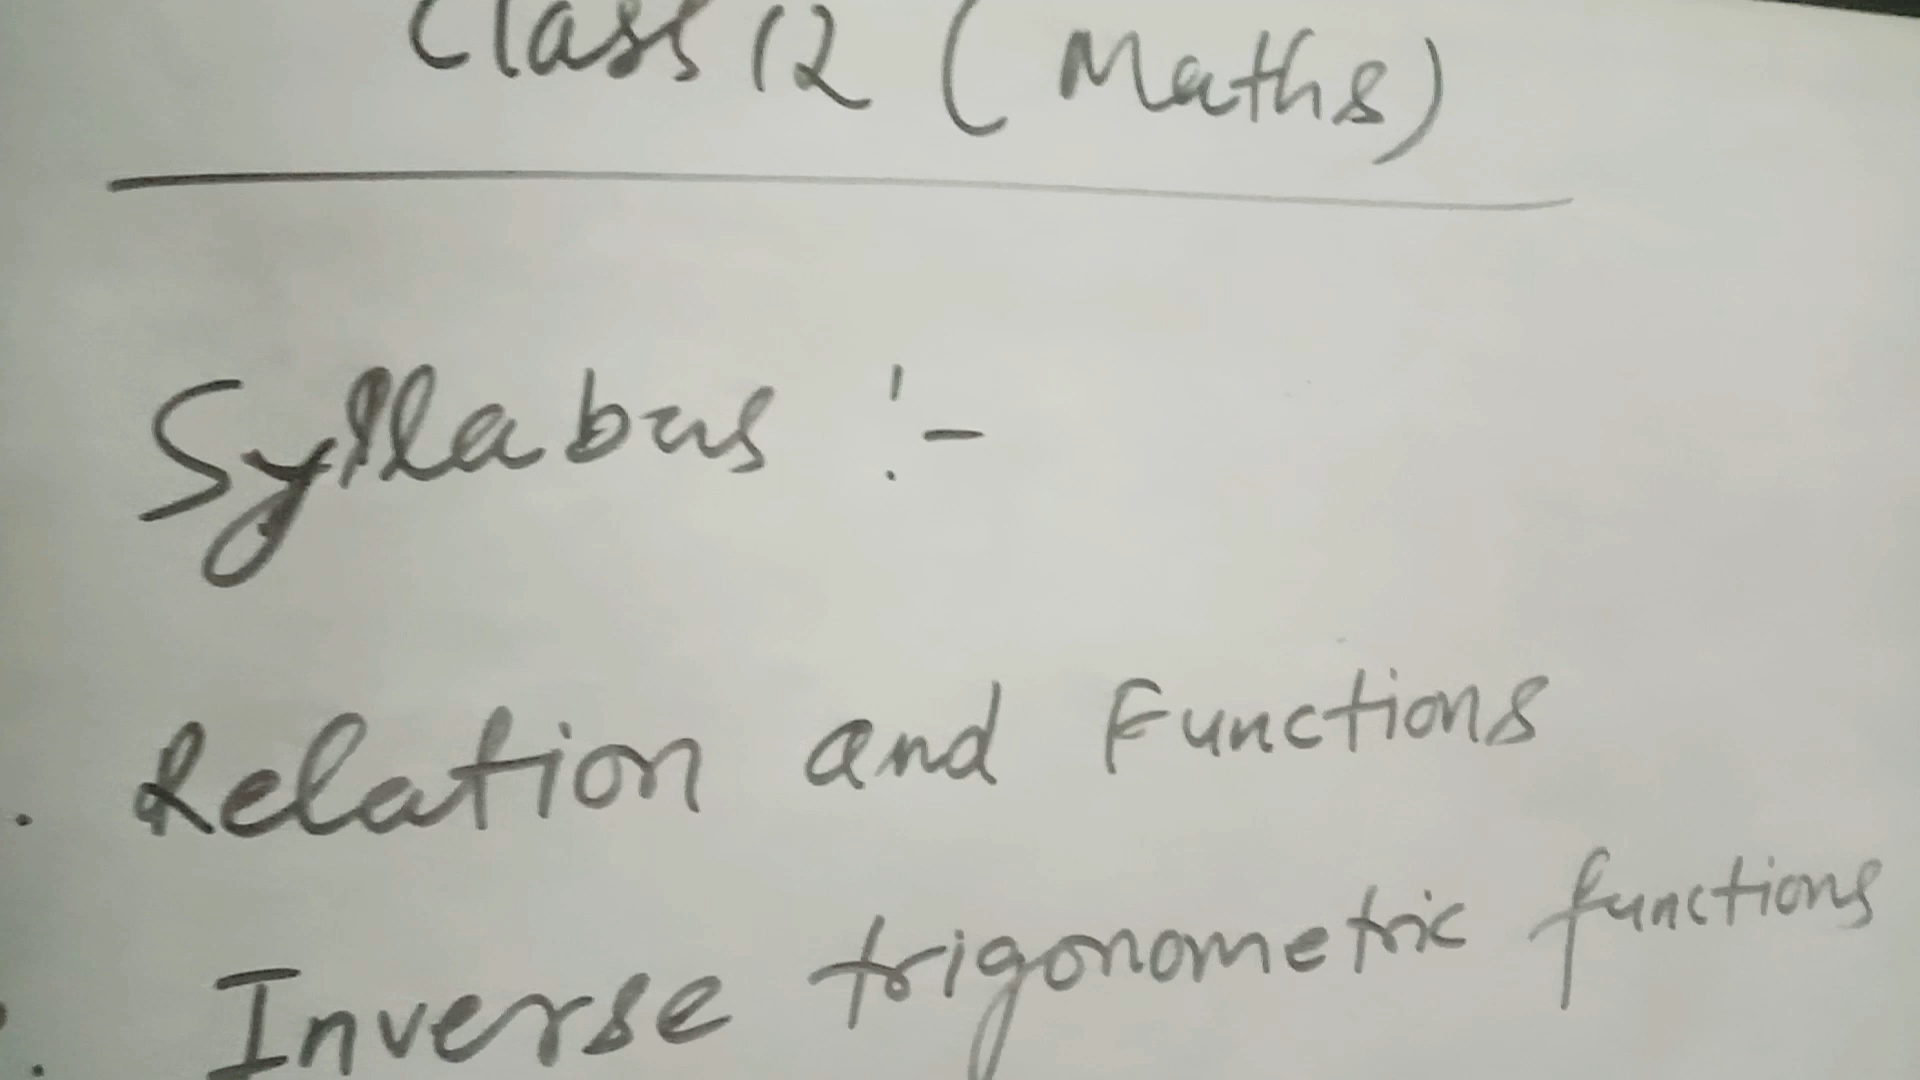 Class 12 (Maths)
Syllabus :-
. Relation and Functions
. Inverse trigonometric functions